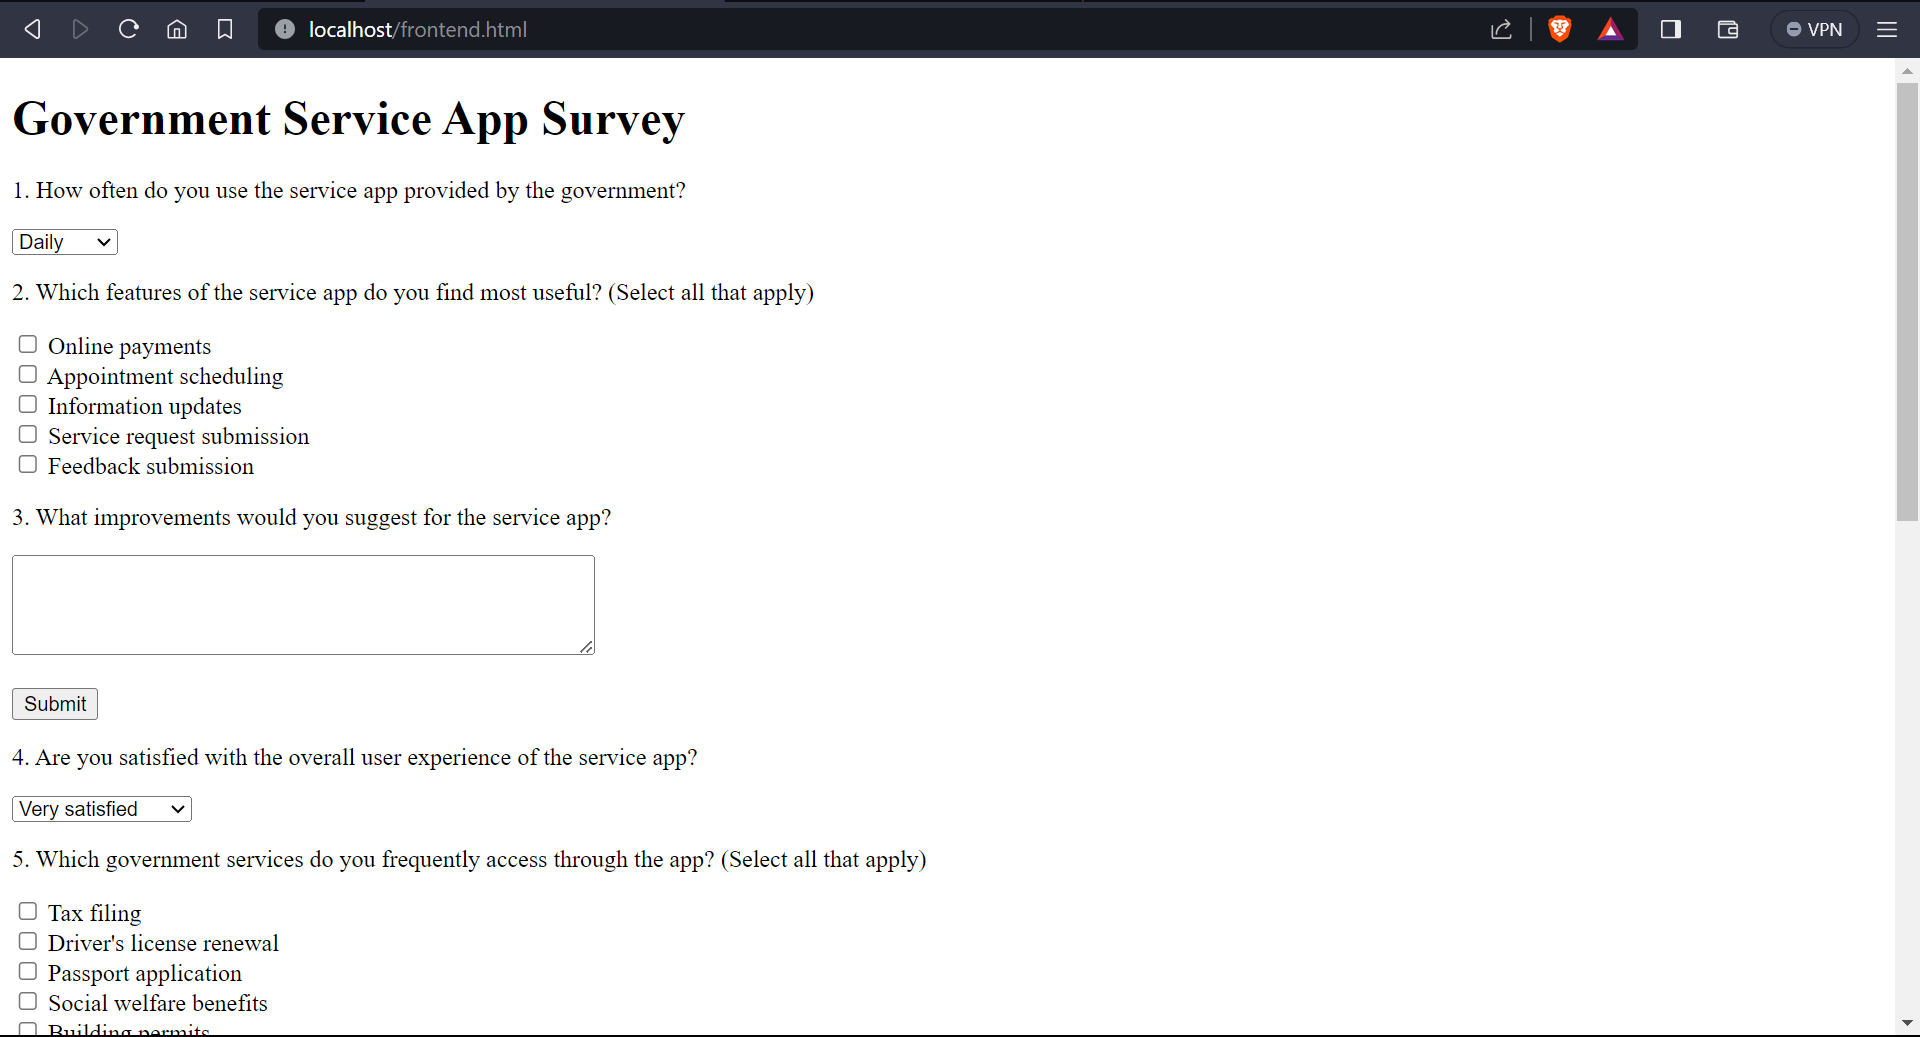 localhost/frontend.html
VPN
Government Service App Survey
1. How often do you use the service app provided by the government?
Daily
2. Which features of the service app do you find most useful? (Select all that apply)
Online payments
Appointment scheduling
Information updates
Service request submission
Feedback submission
3. What improvements would you suggest for the service app?
Submit
4. Are you satisfied with the overall user experience of the service app?
Very satisfied
5. Which government services do you frequently access through the app? (Select all that apply)
Tax filing
Driver's license renewal
Passport application
Social welfare benefits
Building permits